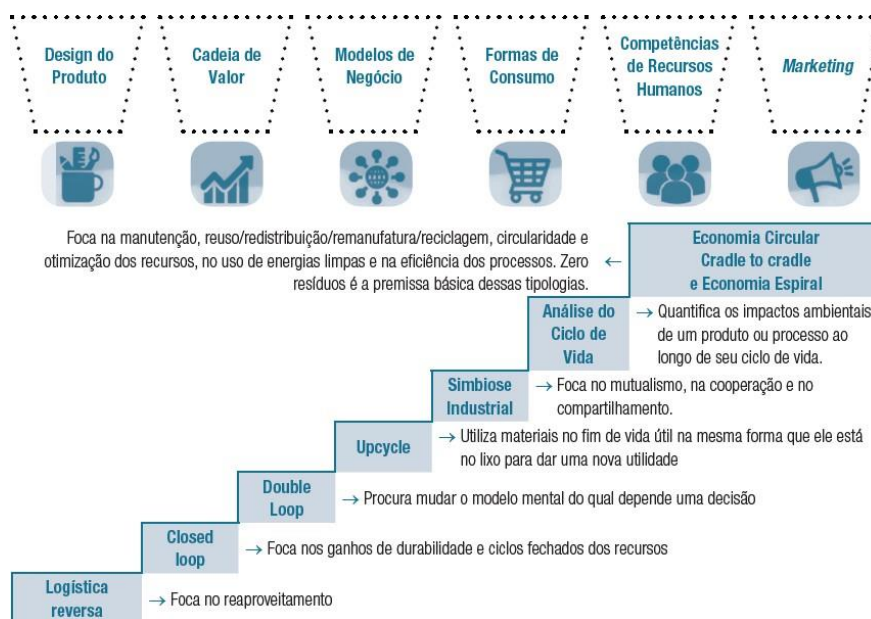 Design do
Produto
Cadeia de
Valor
Modelos de
Negócio
Formas de
Consumo
Competências
de Recursos
Humanos
Marketing
Foca na manutenção, reuso/redistribuição/remanufatura/reciclagem, circularidade e
otimização dos recursos, no uso de energias limpas e na eficiência dos processos. Zero
resíduos é a premissa básica dessas tipologias.
←
Economia Circular
Cradle to cradle
e Economia Espiral
Análise do
Ciclo de
Vida
→ Quantifica os impactos ambientais
de um produto ou processo ao
longo de seu ciclo de vida.
Simbiose
Industrial
→ Foca no mutualismo, na cooperação e no
compartilhamento.
Upcycle
→ Utiliza materiais no fim de vida útil na mesma forma que ele está
no lixo para dar uma nova utilidade
Double
Loop
→ Procura mudar o modelo mental do qual depende uma decisão
Closed
loop
→ Foca nos ganhos de durabilidade e ciclos fechados dos recursos
Logística
reversa
→ Foca no reaproveitamento